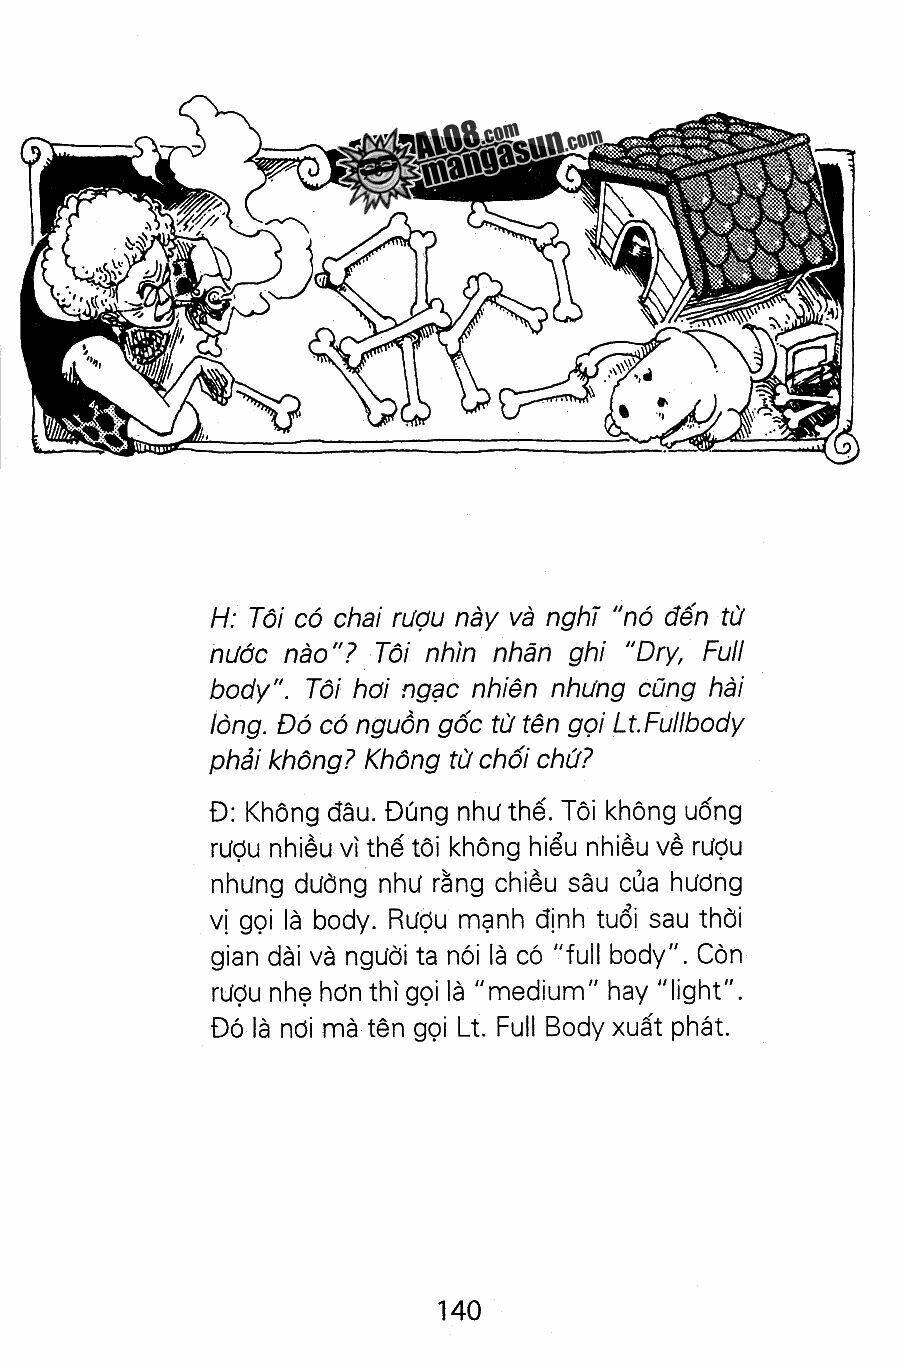 ALO8.com
mangasun.com
H: Tôi có chai rượu này và nghĩ "nó đến từ
nước nào"? Tôi nhìn nhãn ghi "Dry, Full
body". Tôi hơi ngạc nhiên nhưng cũng hài
lòng. Đó có nguồn gốc từ tên gọi Lt.Fullbody
phải không? Không từ chối chứ?
Đ: Không đâu. Đúng như thế. Tôi không uống
rượu nhiều vì thế tôi không hiểu nhiều về rượu
nhưng dường như rằng chiều sâu của hương
vị gọi là body. Rượu mạnh định tuổi sau thời
gian dài và người ta nói là có "full body". Còn
rượu nhẹ hơn thì gọi là "medium" hay "light".
Đó là nơi mà tên gọi Lt. Full Body xuất phát.
140